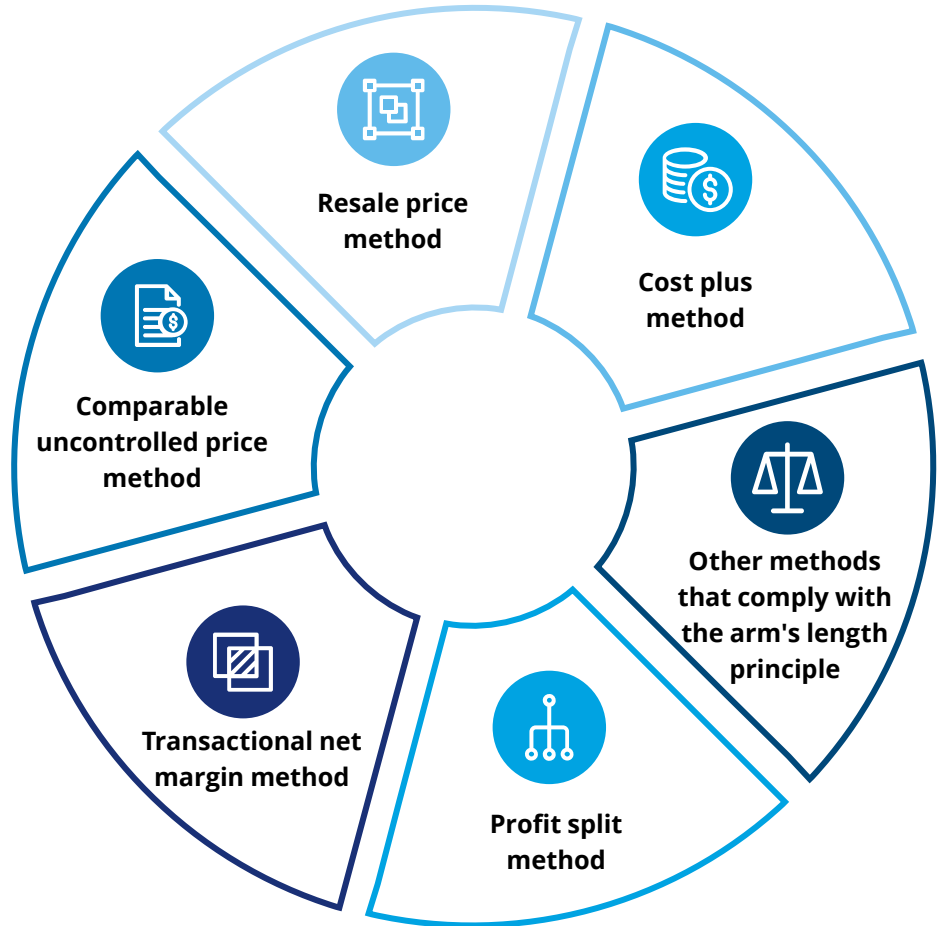 Resale price
method
Cost plus
method
Comparable
uncontrolled price
method
Other methods
that comply with
the arm's length
principle
Transactional net
margin method
Profit split
method
$
$